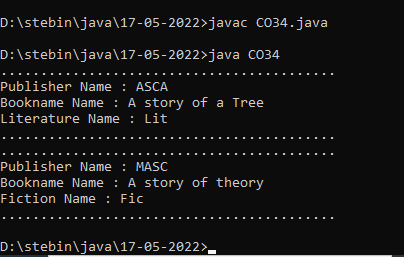 D:\stebin\java\17-05-2022>javac CO34.java
D:\stebin\java\17-05-2022>java CO34
..........................................
Publisher Name : ASCA
Bookname Name : A story of a Tree
Literature Name : Lit
..........................................
..........................................
Publisher Name : MASC
Bookname Name : A story of theory
Fiction Name : Fic
..........................................
D:\stebin\java\17-05-2022>